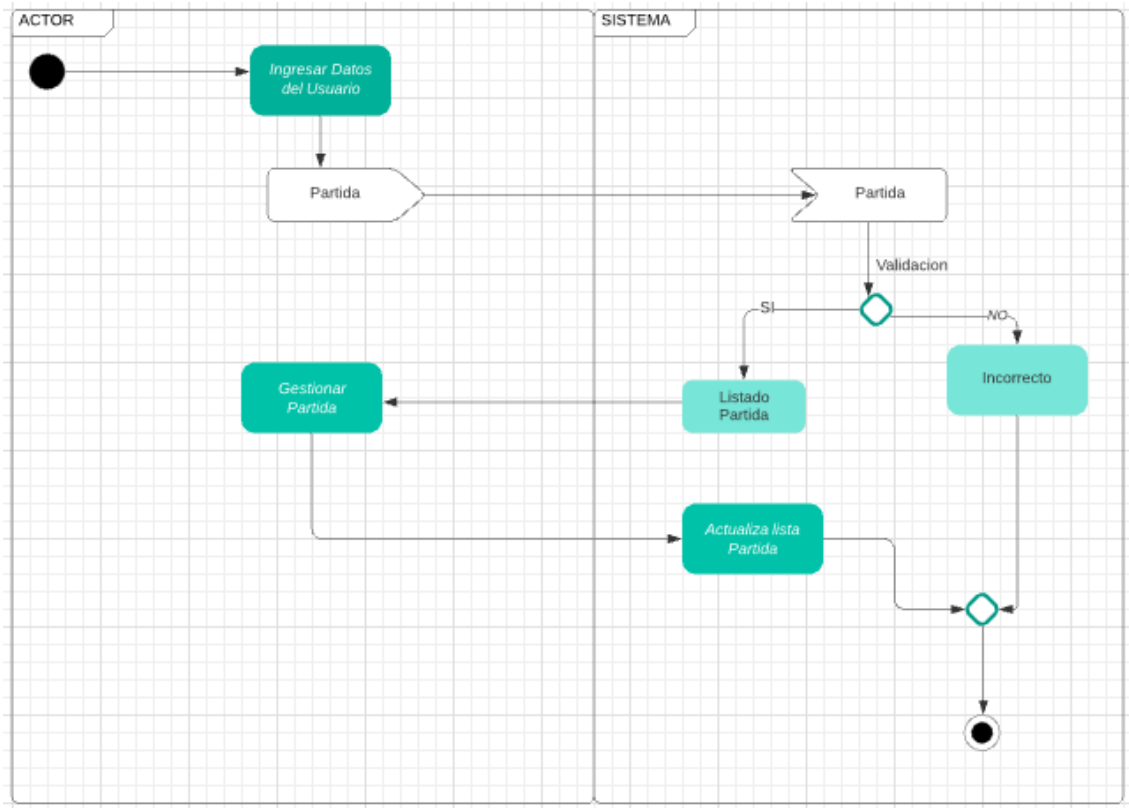 ACTOR
SISTEMA
Ingresar Datos
del Usuario
Partida
Partida
Validacion
SI
NO
Gestionar
Partida
Listado
Partida
Incorrecto
Actualiza lista
Partida